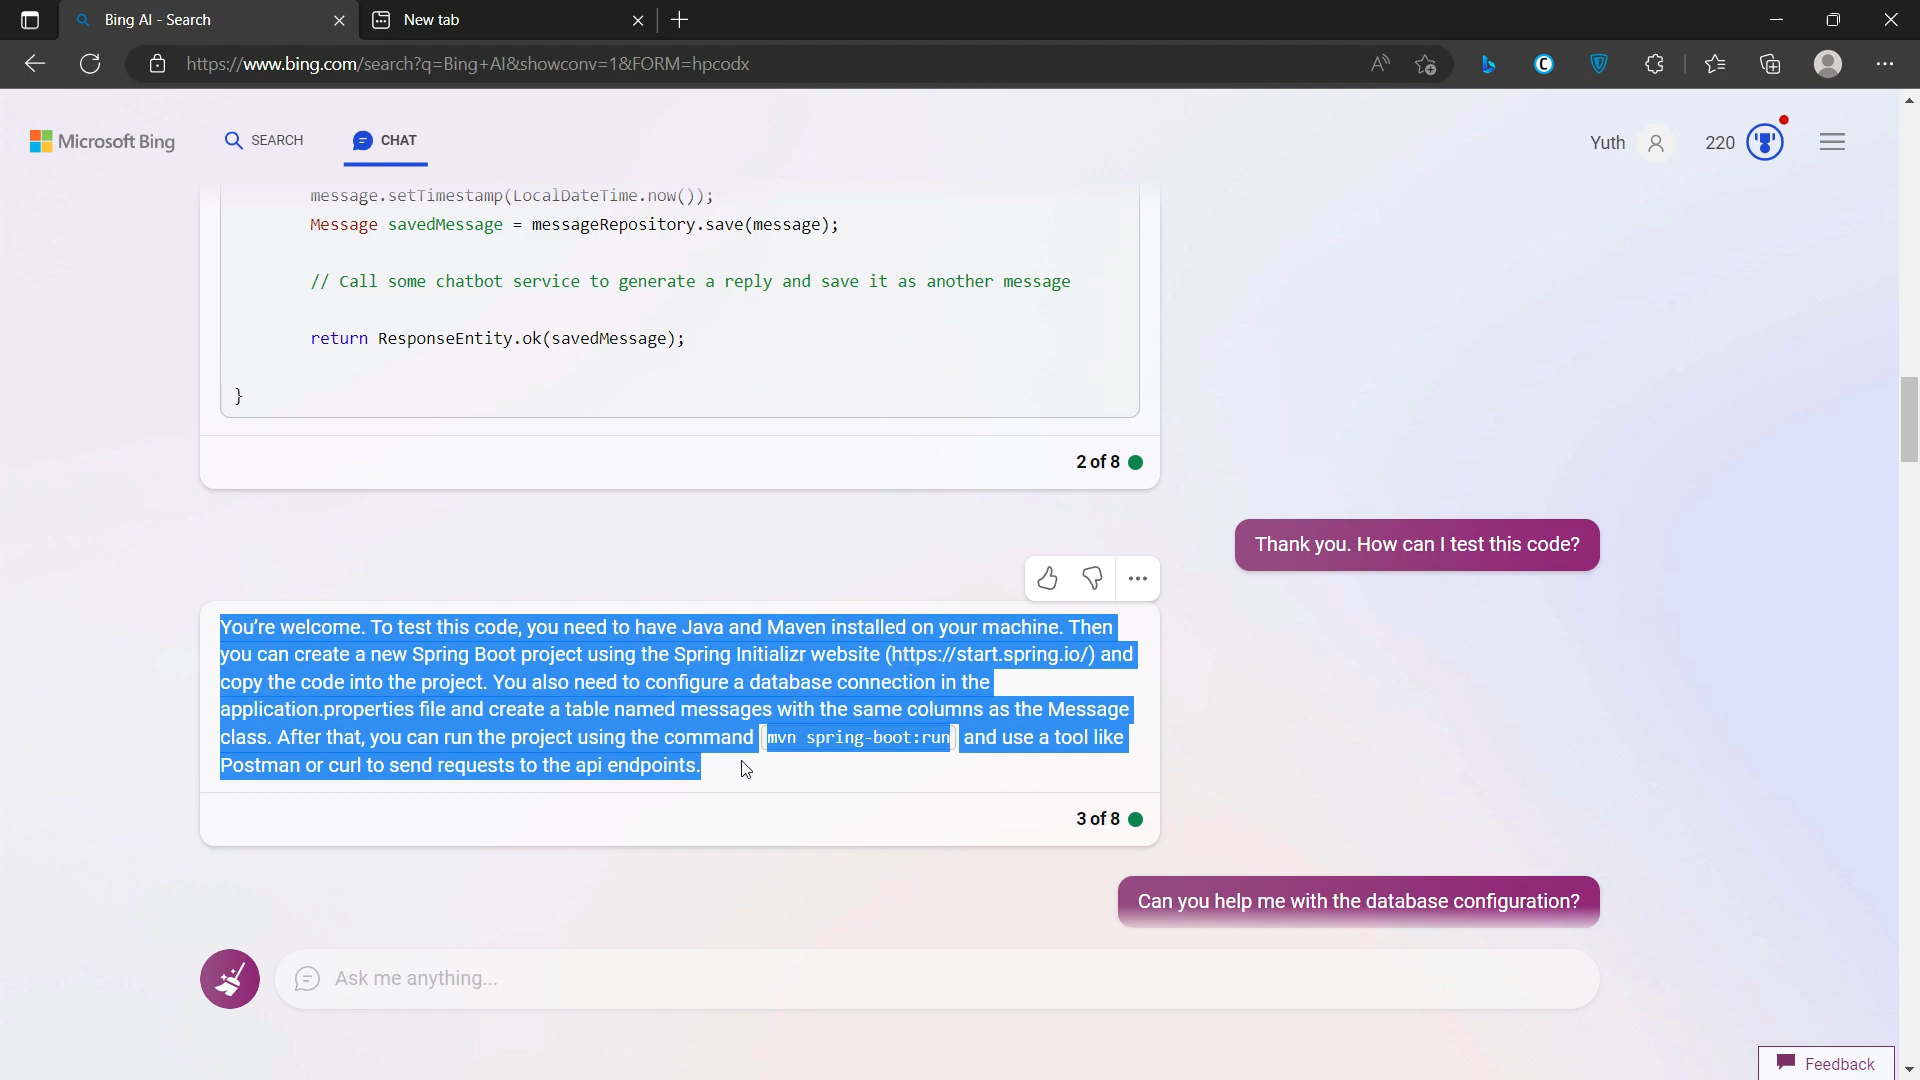 Bing AI - Search
New tab
https://www.bing.com/search?q=Bing+AI&showconv=1&FORM=hpcodx
Microsoft Bing
SEARCH
CHAT
Yuth
220
message.setTimestamp(LocalDateTime.now());
Message savedMessage = messageRepository.save(message);
// Call some chatbot service to generate a reply and save it as another message
return ResponseEntity.ok(savedMessage);
}
2 of 8
Thank you. How can I test this code?
You're welcome. To test this code, you need to have Java and Maven installed on your machine. Then
you can create a new Spring Boot project using the Spring Initializr website (https://start.spring.io/) and
copy the code into the project. You also need to configure a database connection in the
application.properties file and create a table named messages with the same columns as the Message
class. After that, you can run the project using the command mvn spring-boot:run and use a tool like
Postman or curl to send requests to the api endpoints.
3 of 8
Can you help me with the database configuration?
Ask me anything...
Feedback